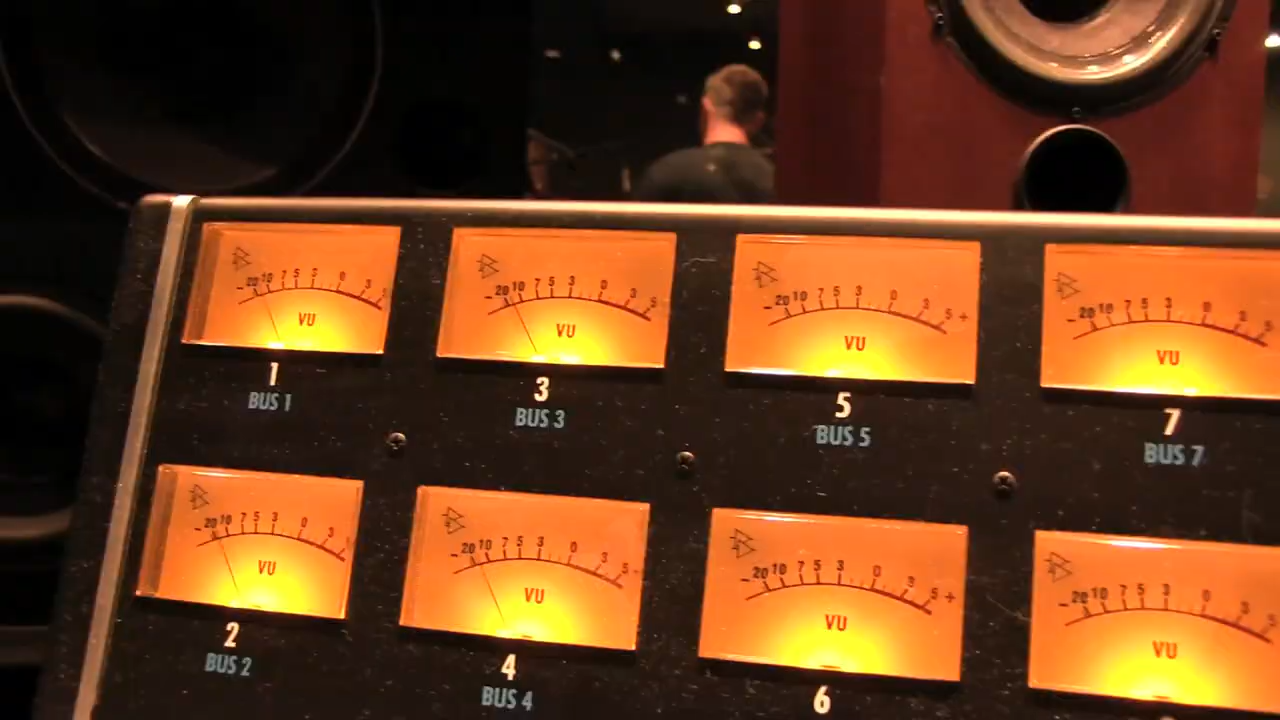 - 20 10 7 5 3 0 3 5
VU
1
BUS 1
- 20 10 7 5 3 0 3 5
VU
3
BUS 3
- 20 10 7 5 3 0 3 5 +
VU
5
BUS 5
- 20 10 7 5 3 0 3 5
VU
7
BUS 7
- 20 10 7 5 3 0 3
VU
2
BUS 2
- 20 10 7 5 3 0 3 5 -
VU
4
BUS 4
- 20 10 7 5 3 0 3 5 +
VU
6
- 20 10 7 5 3 0 3 5
VU